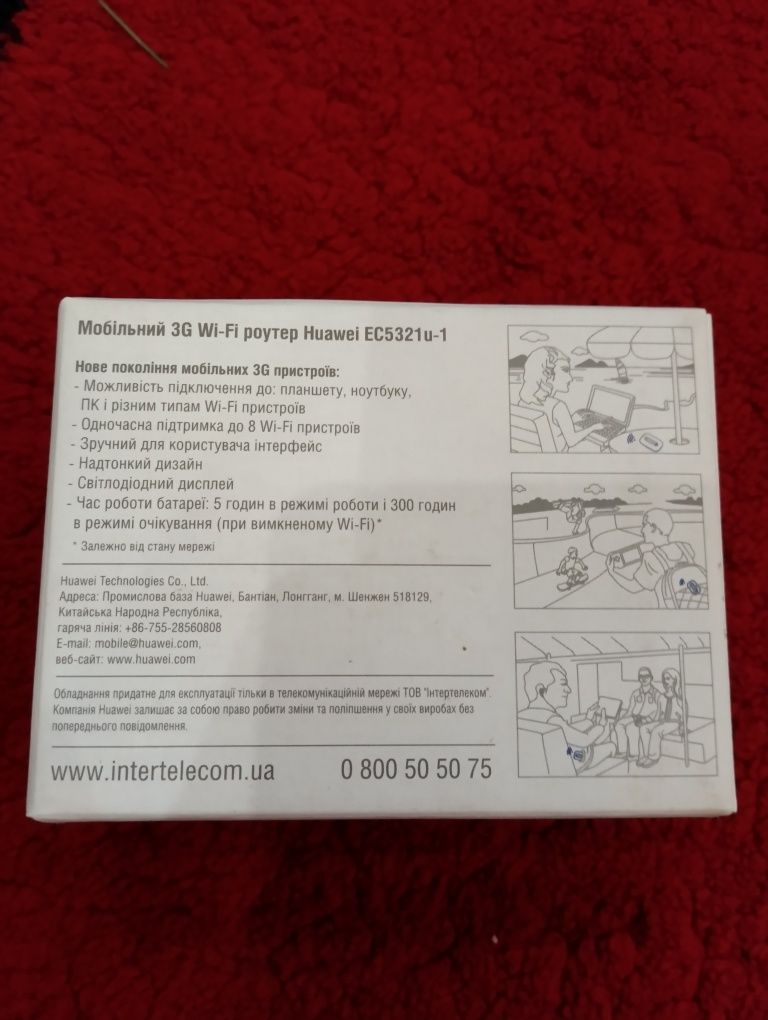 Мобільний 3G Wi-Fi роутер Huawei EC5321u-1
Нове покоління мобільних 3G пристроїв:
- Можливість підключення до: планшету, ноутбуку,
ПК і різним типам Wi-Fi пристроїв
- Одночасна підтримка до 8 Wi-Fi пристроїв
- Зручний для користувача інтерфейс
- Надтонкий дизайн
- Світлодіодний дисплей
- Час роботи батареї: 5 годин в режимі роботи і 300 годин
в режимі очікування (при вимкненому Wi-Fi)*
* Залежно від стану мережі
Huawei Technologies Co., Ltd.
Адреса: Промислова база Huawei, Бантіан, Лонгганг, м. Шенжен 518129,
Китайська Народна Республіка,
гаряча лінія: +86-755-28560808
E-mail: mobile@huawei.com,
веб-сайт: www.huawei.com
Обладнання придатне для експлуатації тільки в телекомунікаційній мережі ТОВ "Інтертелеком".
Компанія Huawei залишає за собою право робити зміни та поліпшення у своїх виробах без
попереднього повідомлення.
www.intertelecom.ua 0 800 50 50 75